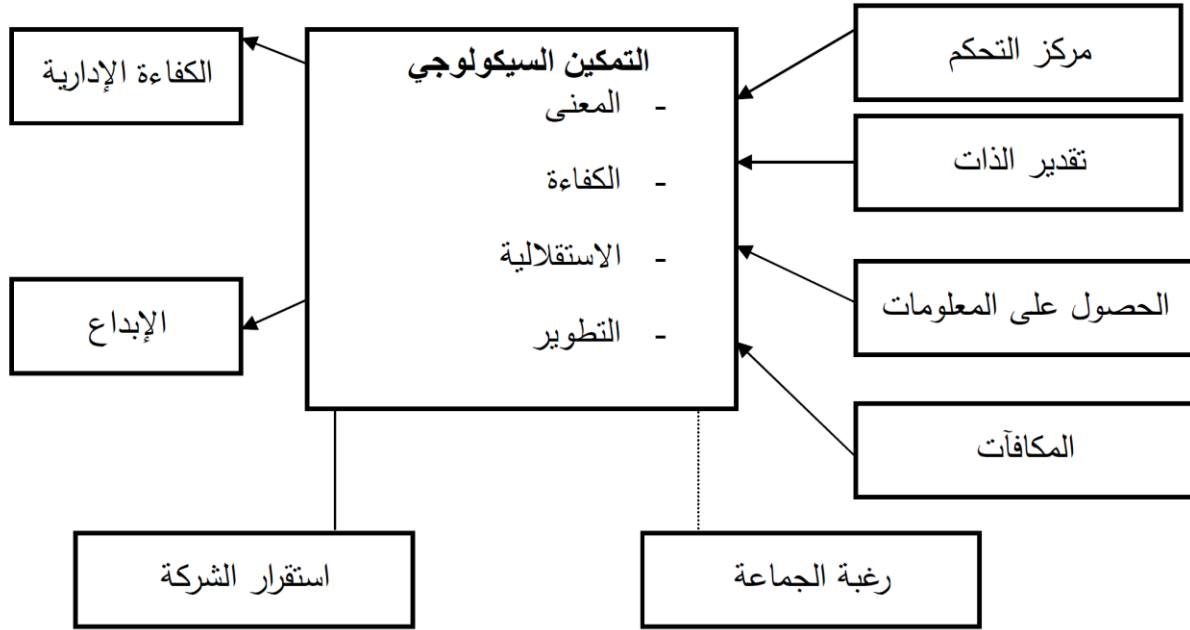 مركز التحكم
تقدير الذات
الحصول على المعلومات
المكافآت
التمكين السيكولوجي
- المعنى
- الكفاءة
- الاستقلالية
- التطوير
الكفاءة الإدارية
الإبداع
رغبة الجماعة
استقرار الشركة